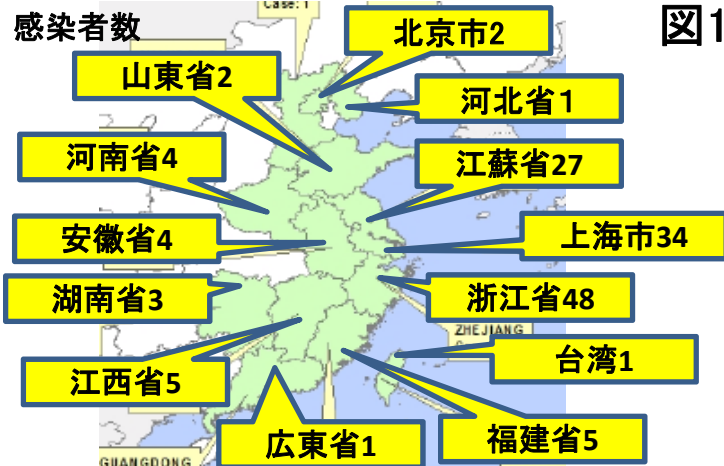 Case: 1
感染者数
図1
北京市2
山東省2
河北省１
河南省4
江蘇省27
安徽省4
上海市34
湖南省3
浙江省48
ZHEJIANG
台湾1
江西省5
広東省1
福建省5
GUANGDONG